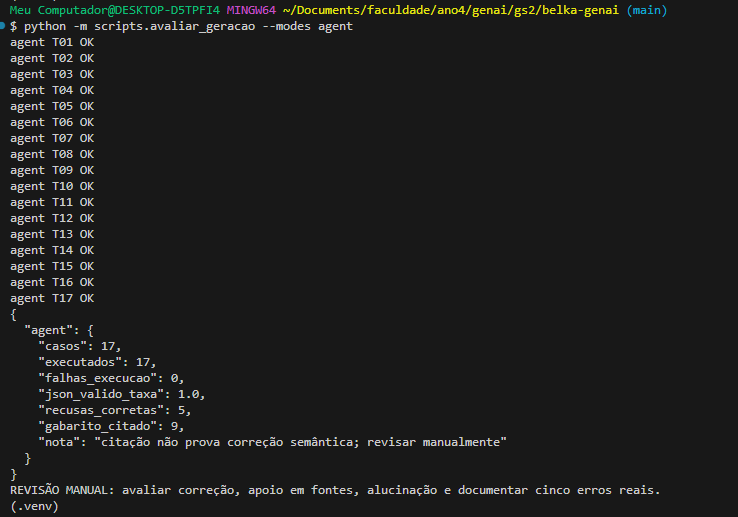 Meu Computador@DESKTOP-D5TPFI4 MINGW64 ~/Documents/faculdade/ano4/genai/gs2/belka-genai (main)
$ python -m scripts.avaliar_geracao --modes agent
agent T01 OK
agent T02 OK
agent T03 OK
agent T04 OK
agent T05 OK
agent T06 OK
agent T07 OK
agent T08 OK
agent T09 OK
agent T10 OK
agent T11 OK
agent T12 OK
agent T13 OK
agent T14 OK
agent T15 OK
agent T16 OK
agent T17 OK
{
  "agent": {
    "casos": 17,
    "executados": 17,
    "falhas_execucao": 0,
    "json_valido_taxa": 1.0,
    "recusas_corretas": 5,
    "gabarito_citado": 9,
    "nota": "citação não prova correção semântica; revisar manualmente"
  }
}
REVISÃO MANUAL: avaliar correção, apoio em fontes, alucinação e documentar cinco erros reais.
(.venv)